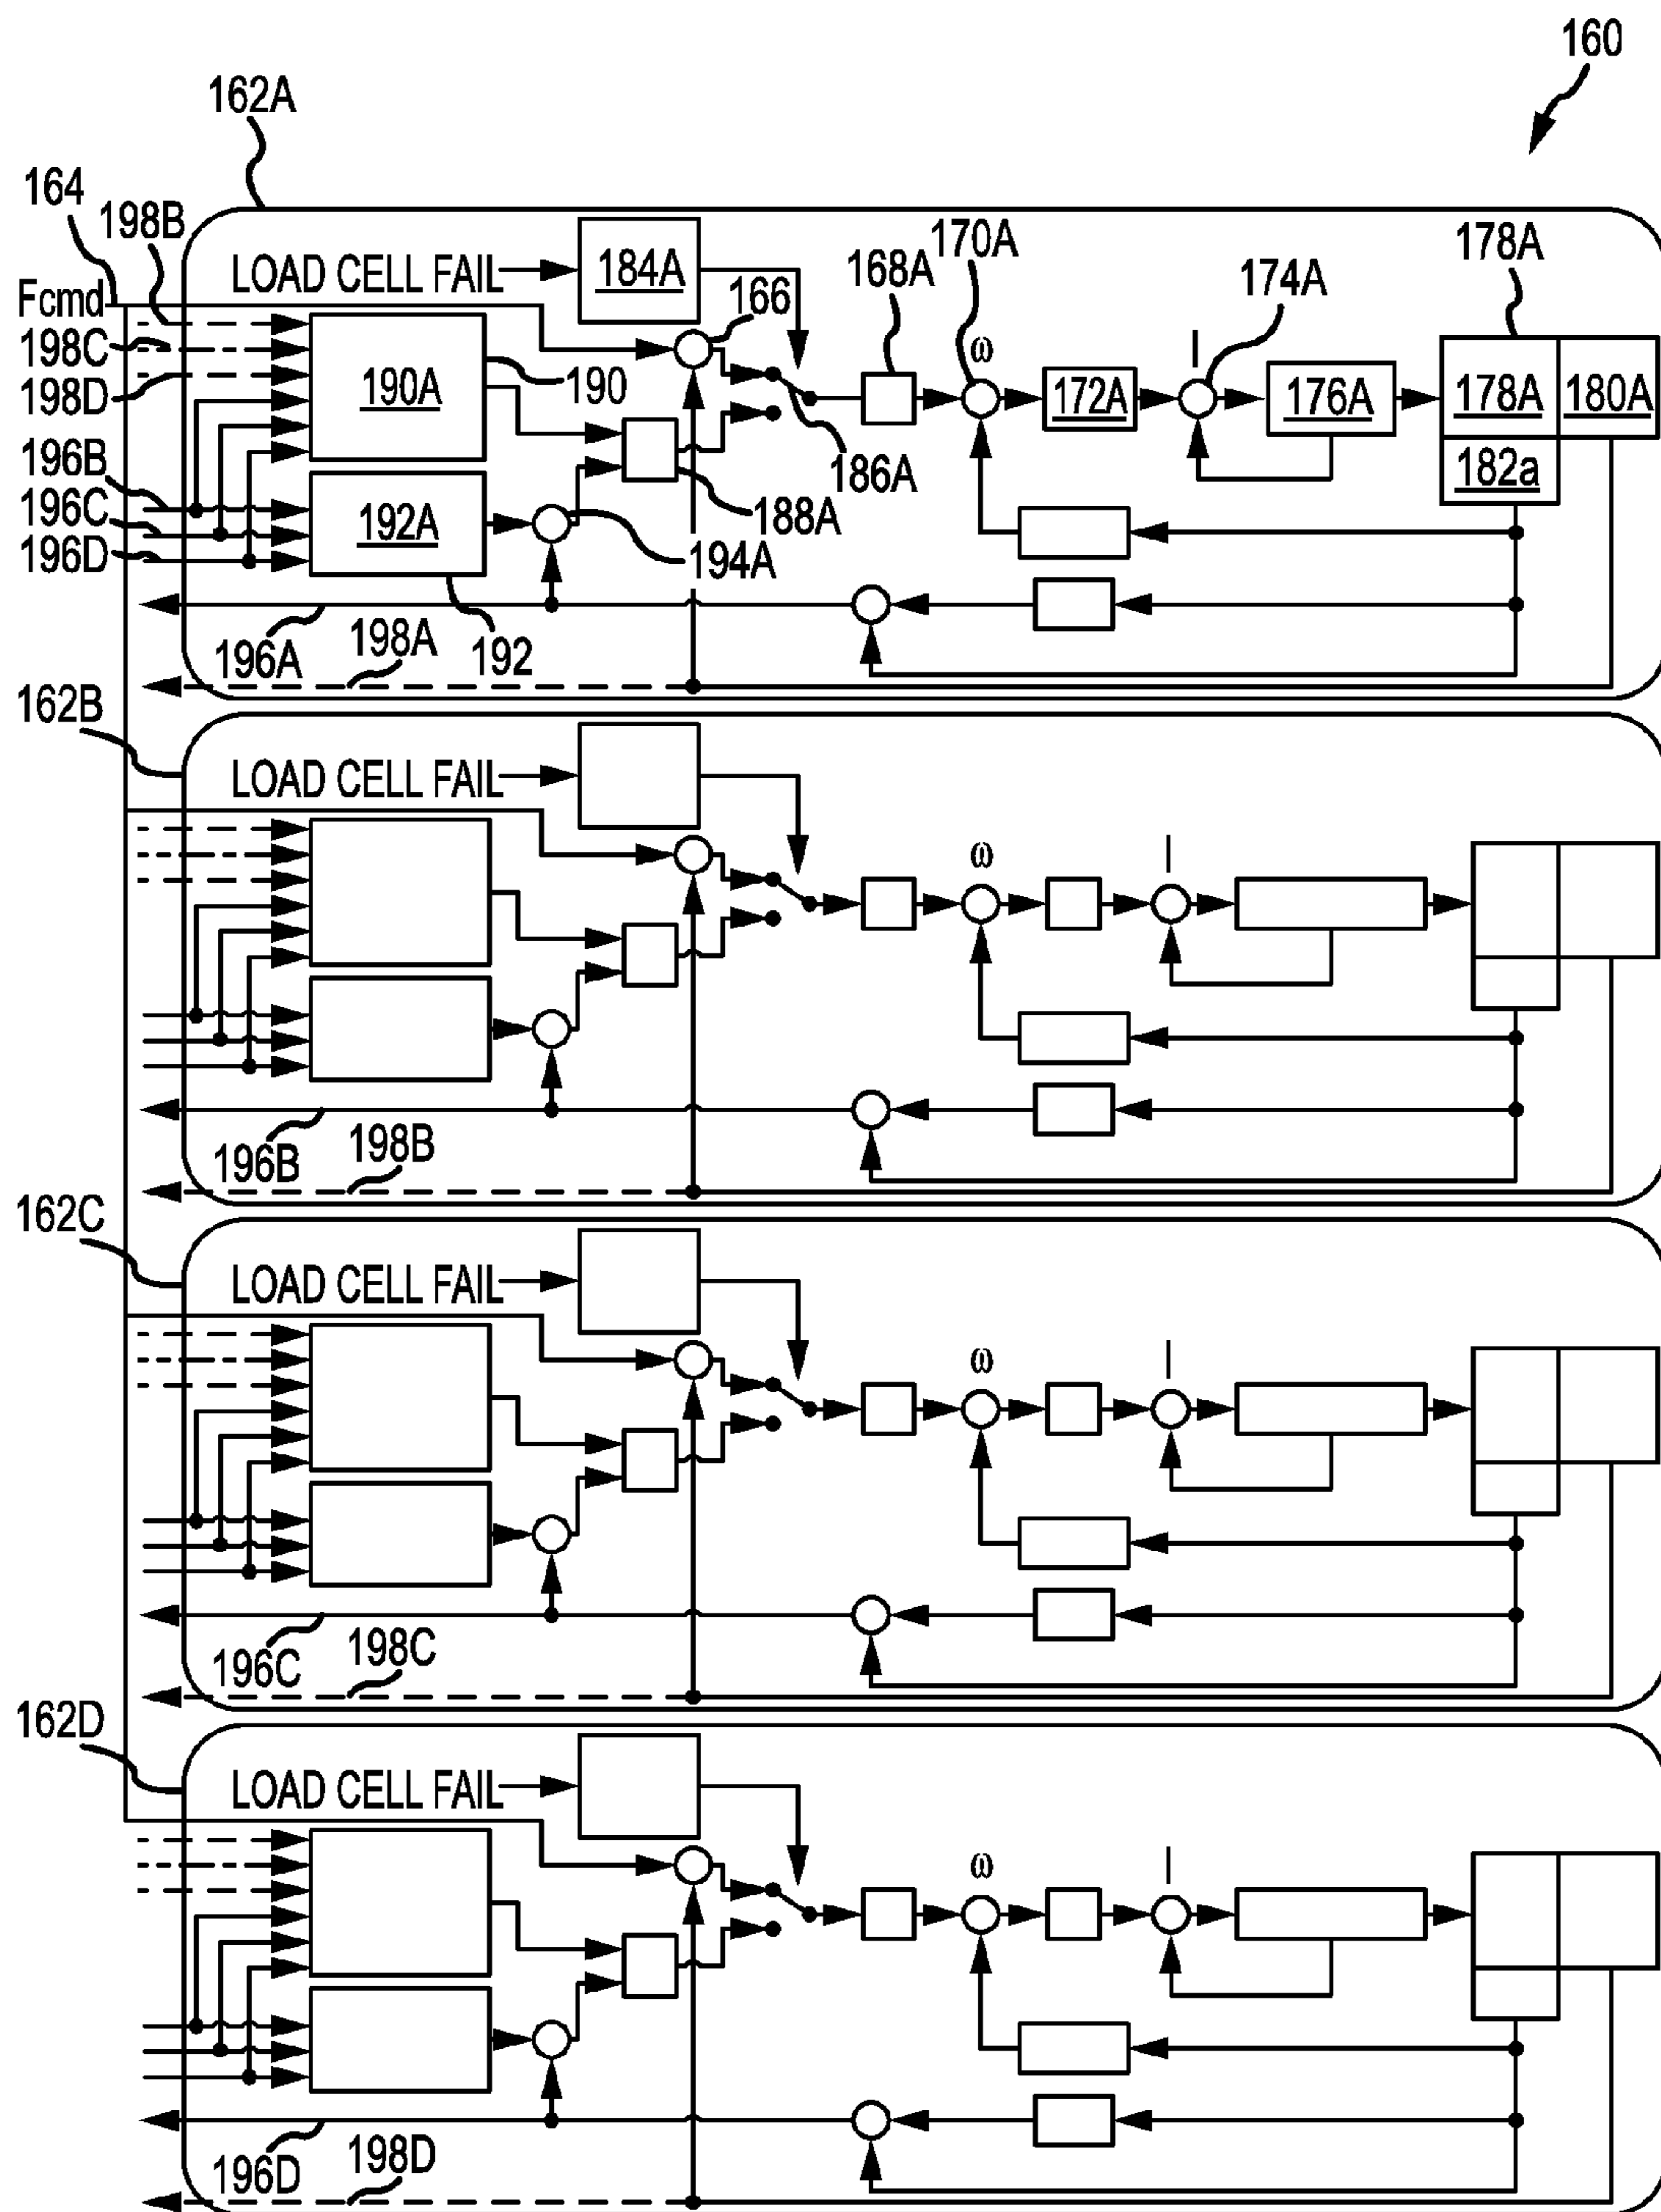 160
162A
164
198B
170A
178A
LOAD CELL FAIL
184A
168A
174A
Fcmd
166
198C
ω
I
190A
190
178A
180A
198D
172A
176A
196B
182a
186A
196C
192A
188A
196D
194A
196A
198A
192
162B
LOAD CELL FAIL
ω
I
196B
198B
162C
LOAD CELL FAIL
ω
I
196C
198C
162D
LOAD CELL FAIL
ω
I
196D
198D